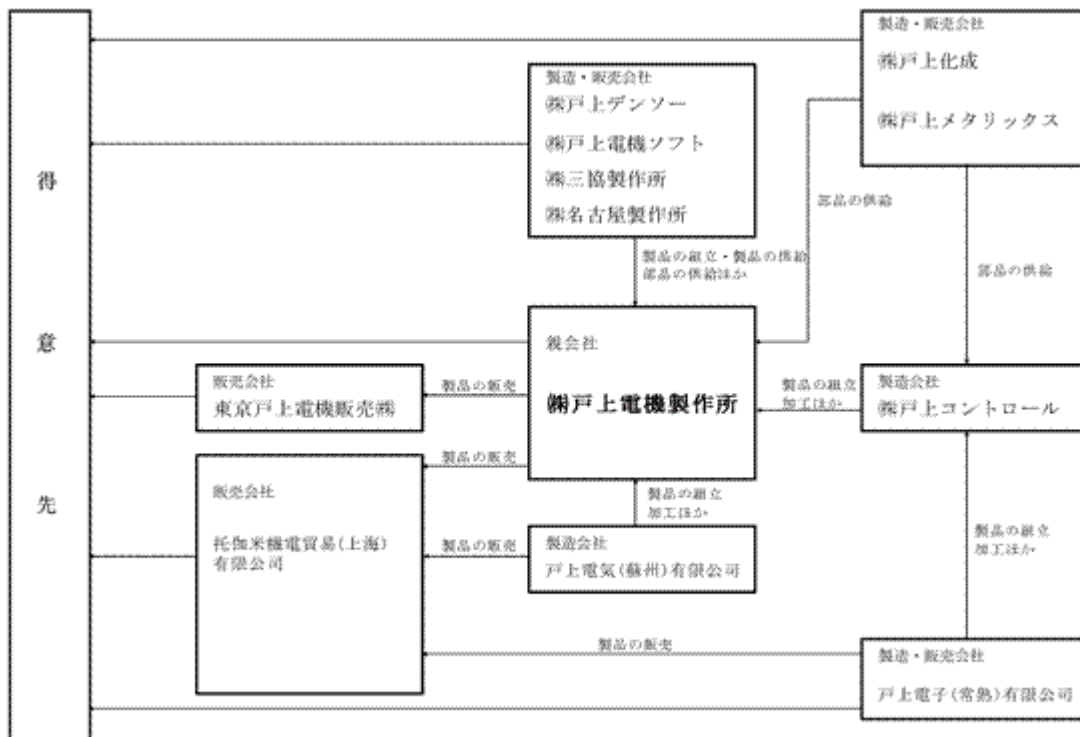 得
意
先
製造・販売会社
㈱戸上化成
㈱戸上メタリックス
製造・販売会社
㈱戸上デンソー
㈱戸上電機ソフト
㈱三協製作所
㈱名古屋製作所
部品の供給
製品の組立・製品の供給
部品の供給ほか
部品の供給
親会社
㈱戸上電機製作所
販売会社
東京戸上電機販売㈱
製品の販売
製品の組立
加工ほか
製造会社
㈱戸上コントロール
製品の販売
販売会社
托伽米機電貿易(上海)
有限公司
製品の組立
加工ほか
製品の販売
製造会社
戸上電気(蘇州)有限公司
製品の組立
加工ほか
製品の販売
製造・販売会社
戸上電子(常熟)有限公司